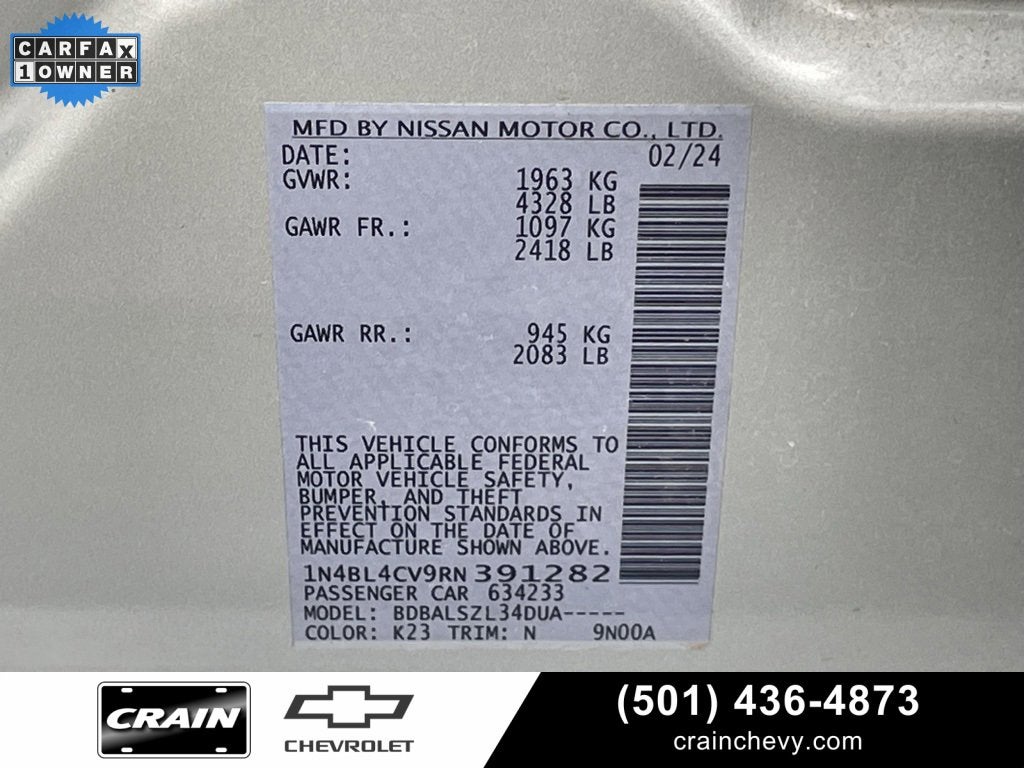 CARFAX
1 OWNER
MFD BY NISSAN MOTOR CO., LTD.
DATE: 02/24
GVWR: 1963 KG
4328 LB
GAWR FR.: 1097 KG
2418 LB
GAWR RR.: 945 KG
2083 LB
THIS VEHICLE CONFORMS TO
ALL APPLICABLE FEDERAL
MOTOR VEHICLE SAFETY,
BUMPER, AND THEFT
PREVENTION STANDARDS IN
EFFECT ON THE DATE OF
MANUFACTURE SHOWN ABOVE.
1N4BL4CV9RN391282
PASSENGER CAR 634233
MODEL: BDBALSZL34DUA-----
COLOR: K23 TRIM: N 9N00A
CRAIN
CHEVROLET
(501) 436-4873
crainchevy.com